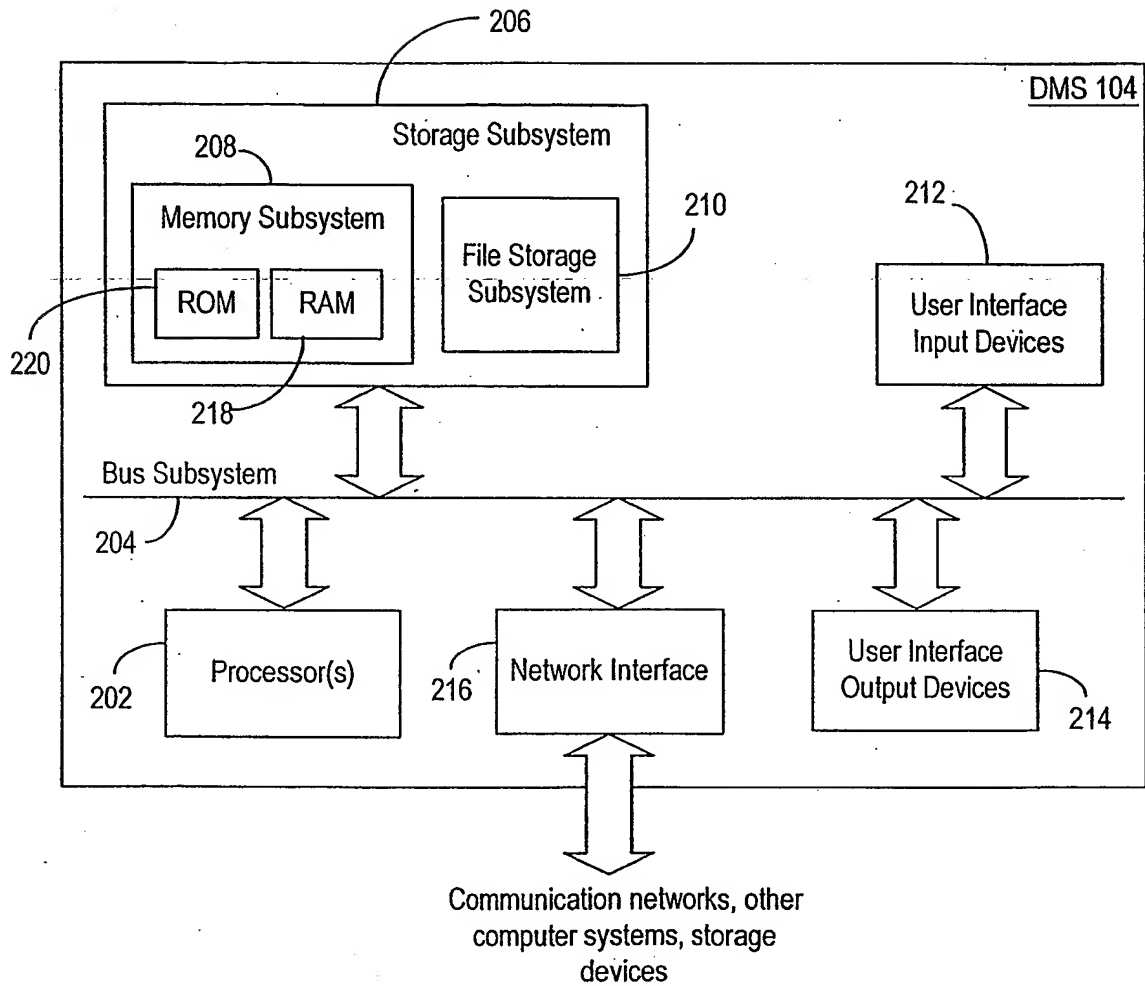 206
DMS 104
Storage Subsystem
208
Memory Subsystem
210
212
File Storage
Subsystem
ROM
RAM
User Interface
Input Devices
220
218
Bus Subsystem
204
Processor(s)
202
Network Interface
216
User Interface
Output Devices
214
Communication networks, other
computer systems, storage
devices